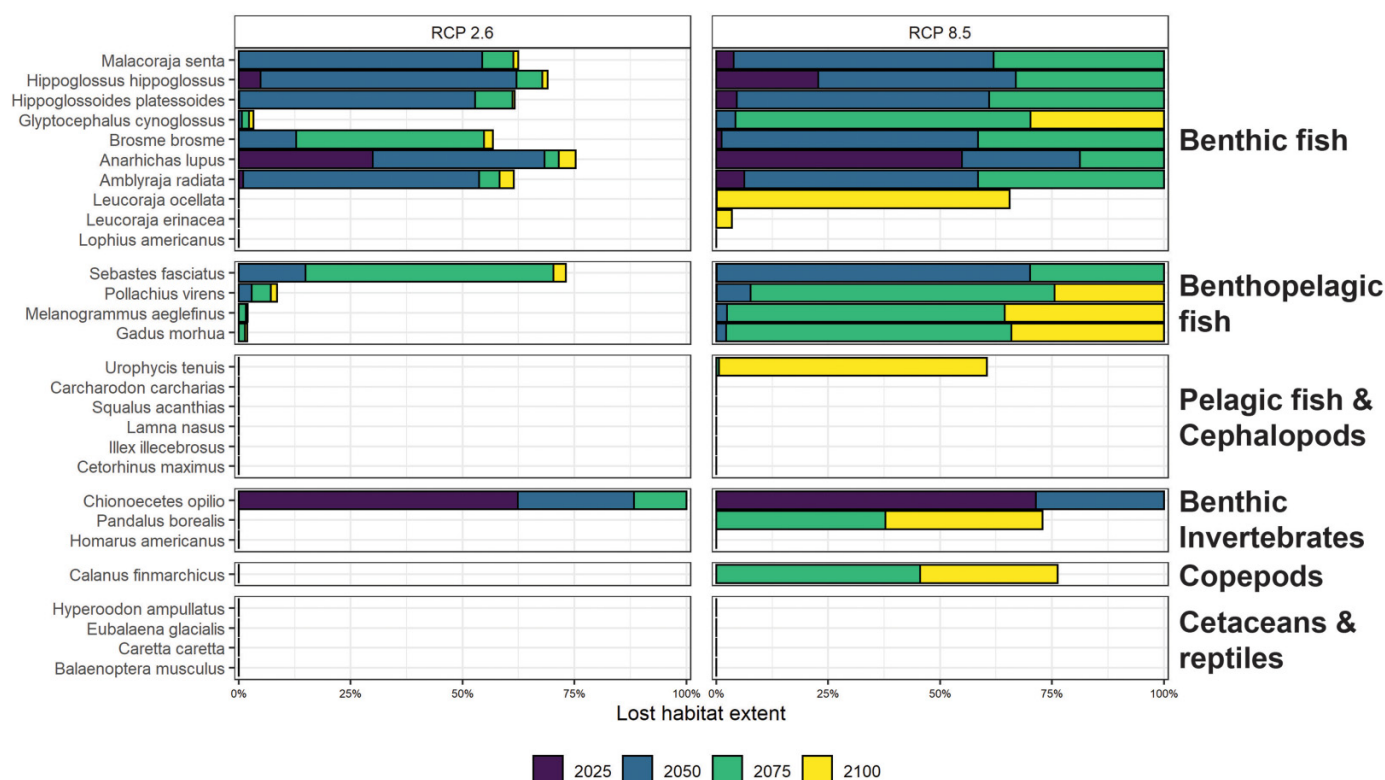 RCP 2.6
RCP 8.5
Malacoraja senta
Hippoglossus hippoglossus
Hippoglossoides platessoides
Glyptocephalus cynoglossus
Brosme brosme
Anarhichas lupus
Amblyraja radiata
Leucoraja ocellata
Leucoraja erinacea
Lophius americanus
Benthic fish
Sebastes fasciatus
Pollachius virens
Melanogrammus aeglefinus
Gadus morhua
Benthopelagic
fish
Urophycis tenuis
Carcharodon carcharias
Squalus acanthias
Lamna nasus
Illex illecebrosus
Cetorhinus maximus
Pelagic fish &
Cephalopods
Chionoecetes opilio
Pandalus borealis
Homarus americanus
Benthic
Invertebrates
Calanus finmarchicus
Copepods
Hyperoodon ampullatus
Eubalaena glacialis
Caretta caretta
Balaenoptera musculus
Cetaceans &
reptiles
0% 25% 50% 75% 100%
0% 25% 50% 75% 100%
Lost habitat extent
2025 2050 2075 2100